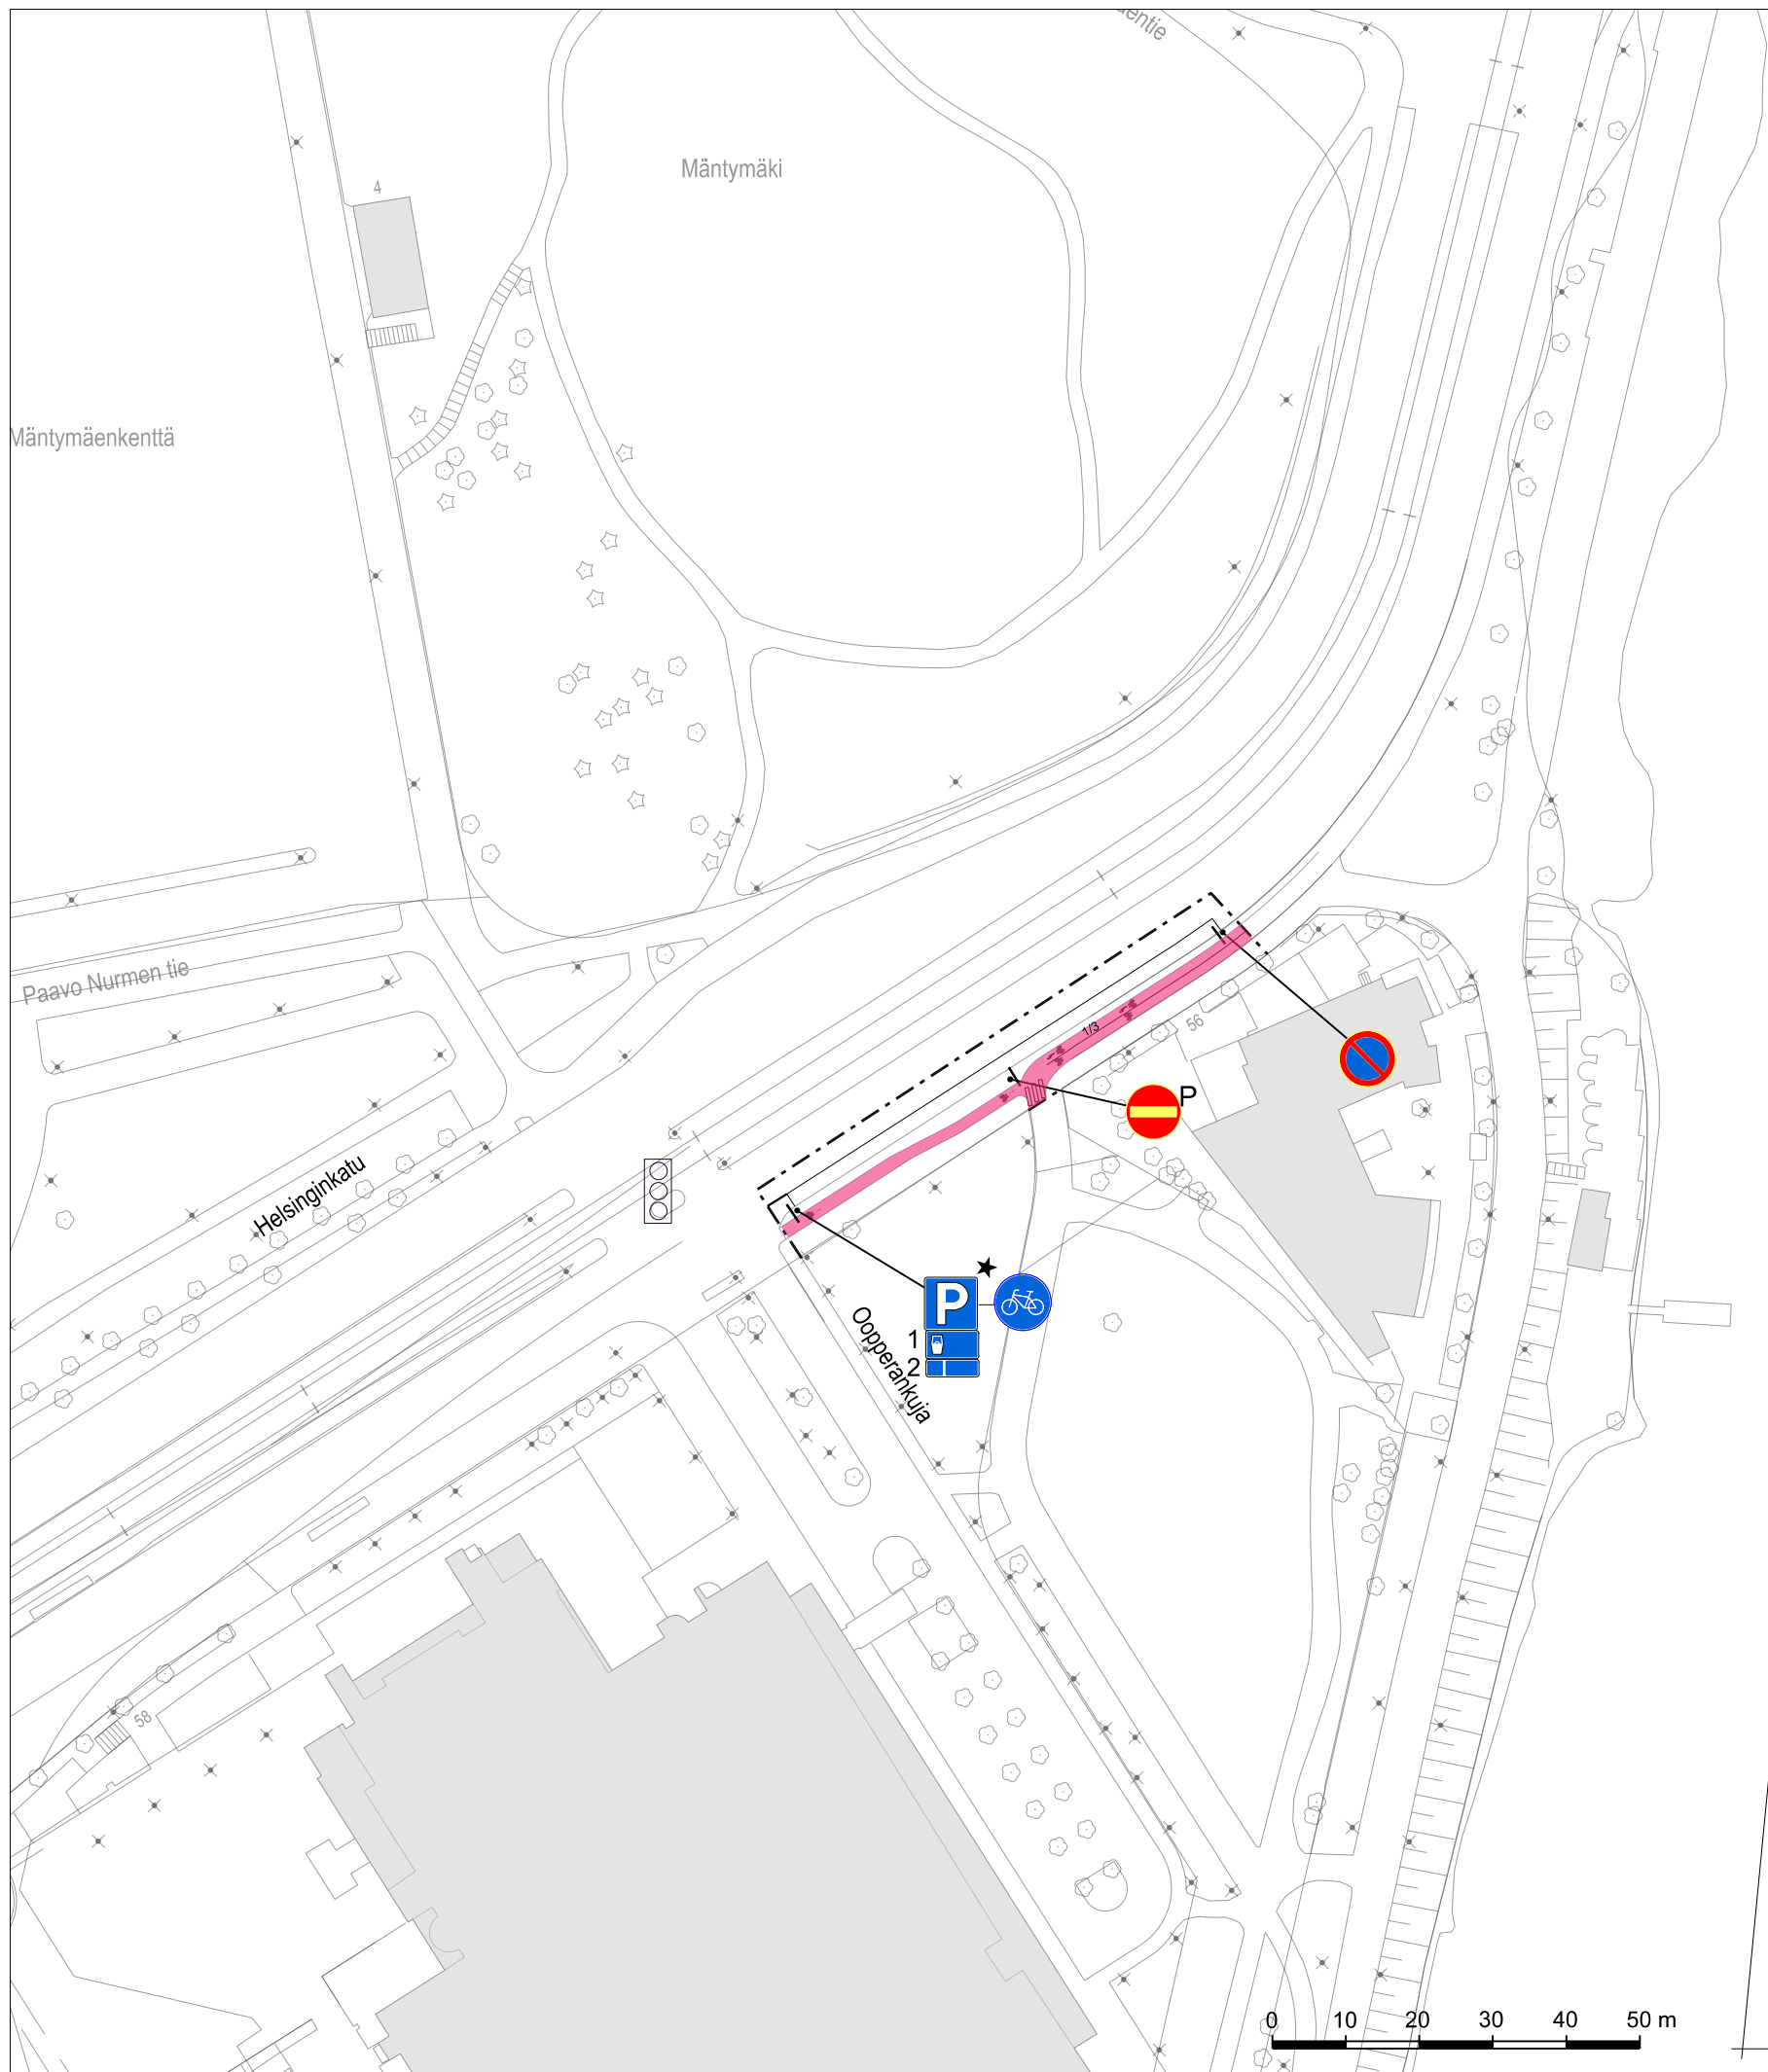 entie
Mäntymäki
4
Mäntymäenkenttä
Paavo Nurmen tie
1/3
56
P
Helsinginkatu
P
1
2
Oopperankuja
58
0 10 20 30 40 50 m